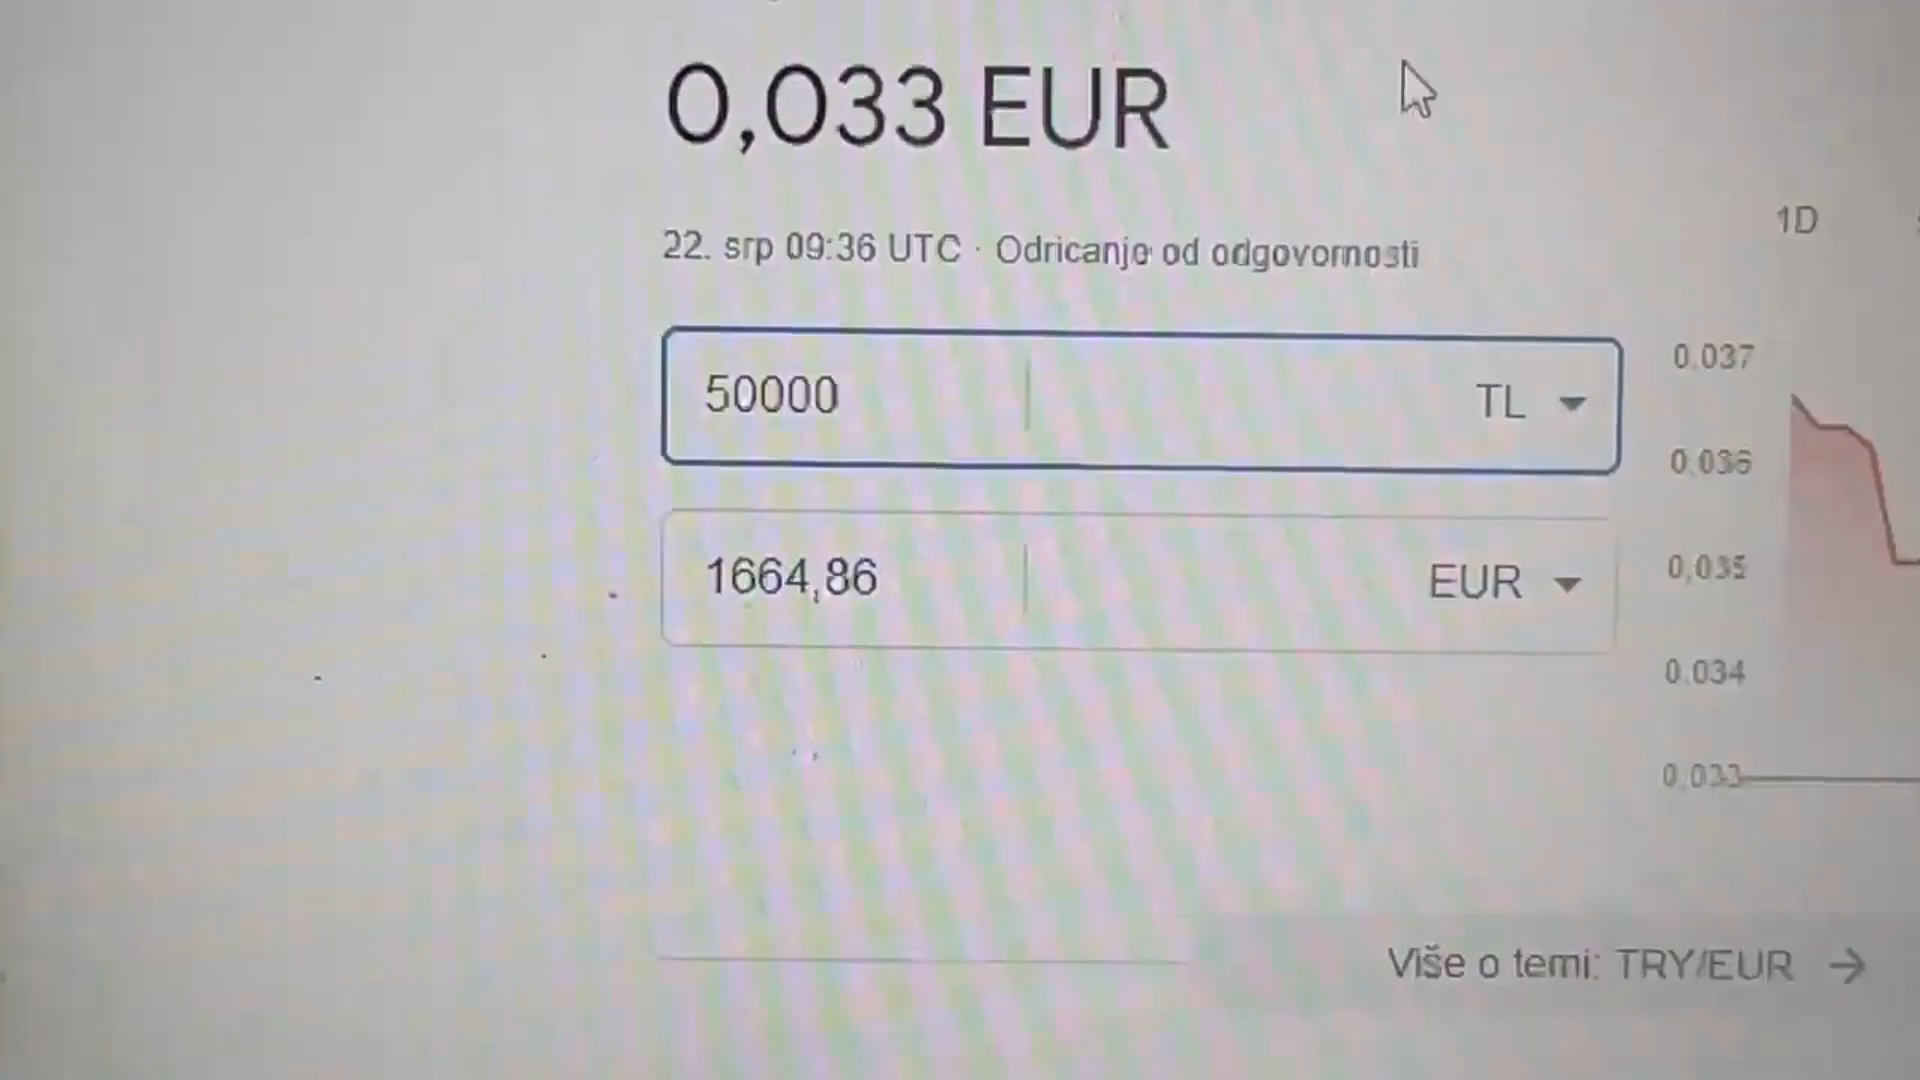 0,033 EUR
22. srp 09:36 UTC · Odricanje od odgovornosti
1D
50000 TL
1664,86 EUR
0.037
0.036
0,035
0.034
0,033
Više o temi: TRY/EUR →